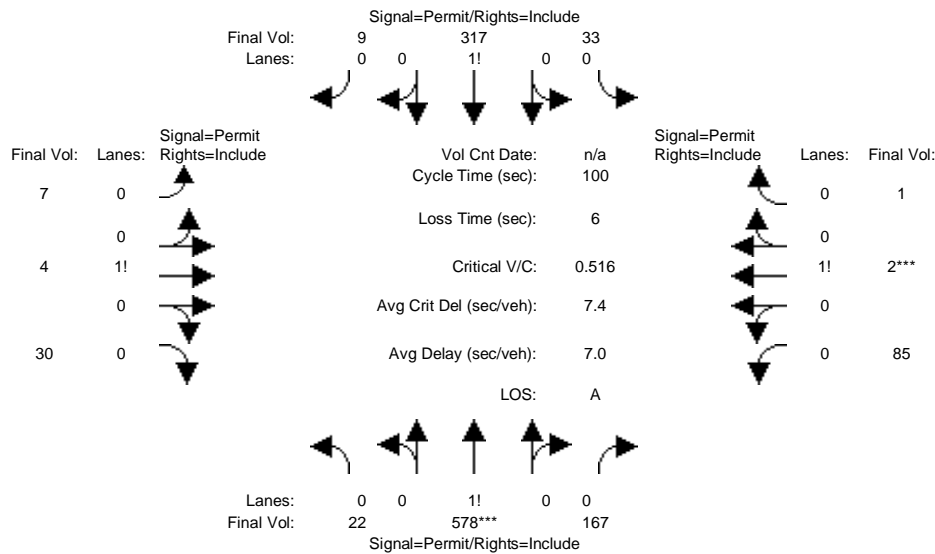 Signal=Permit/Rights=Include
Final Vol: 9 317 33
Lanes: 0 0 1! 0 0
Signal=Permit
Final Vol: Lanes: Rights=Include
Vol Cnt Date: n/a
Signal=Permit
Rights=Include Lanes: Final Vol:
Cycle Time (sec): 100
7 0
0 1
Loss Time (sec): 6
0
0
4 1!
Critical V/C: 0.516
1! 2***
0
Avg Crit Del (sec/veh): 7.4
0
30 0
Avg Delay (sec/veh): 7.0
0 85
LOS: A
Lanes: 0 0 1! 0 0
Final Vol: 22 578*** 167
Signal=Permit/Rights=Include